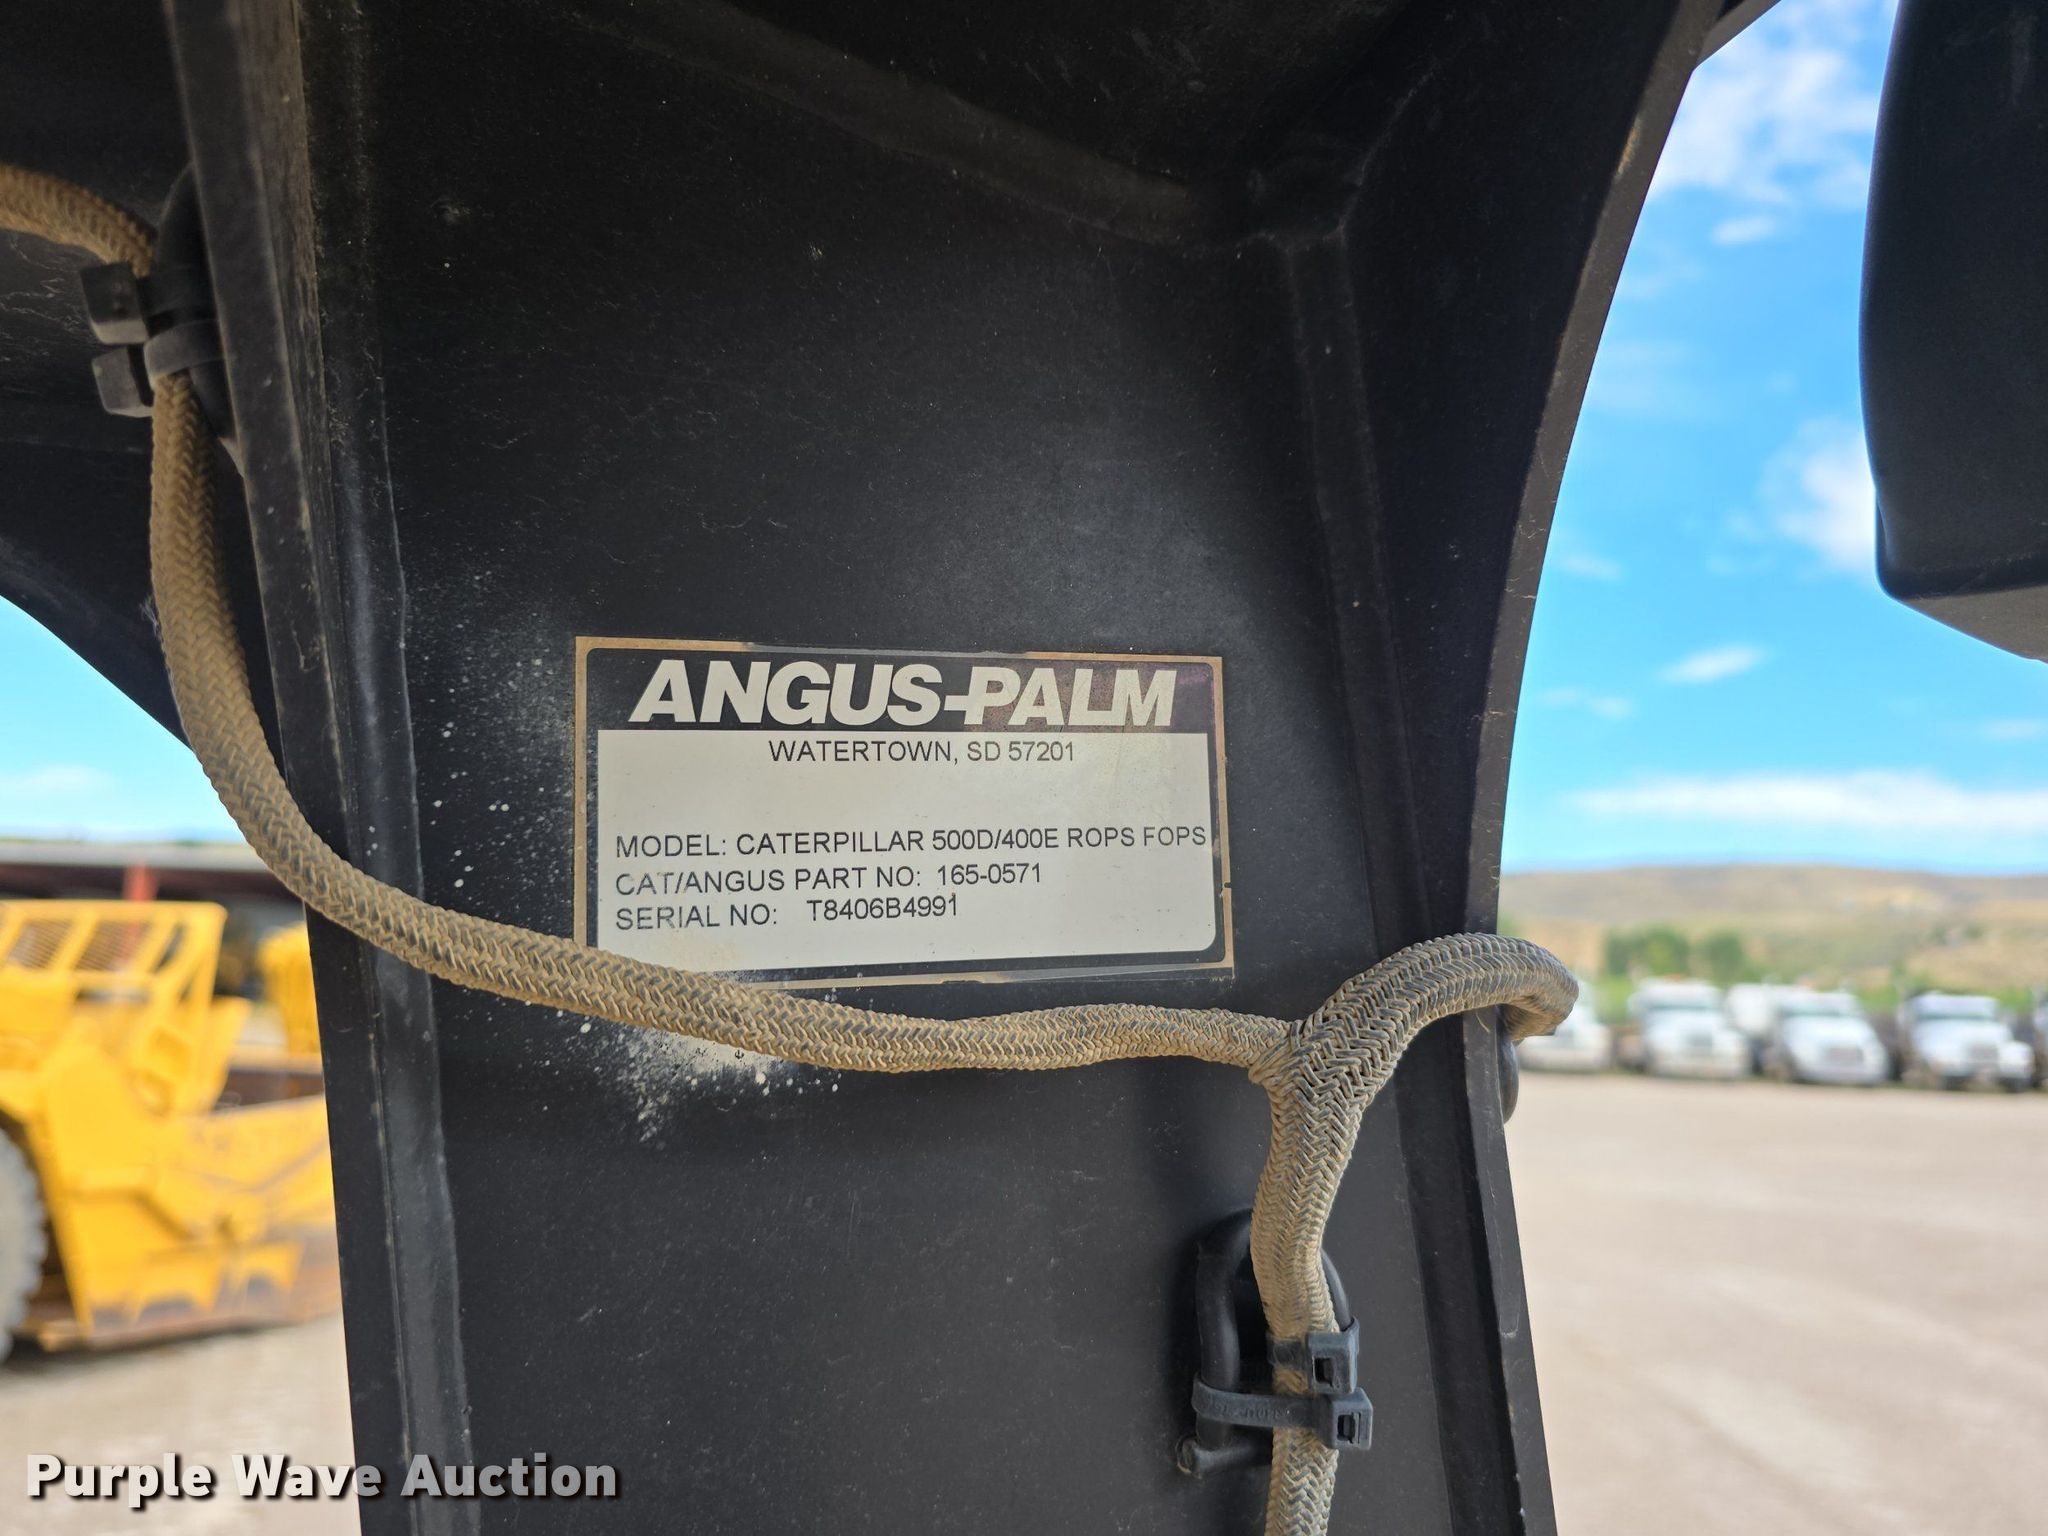 ANGUS-PALM
WATERTOWN, SD 57201
MODEL: CATERPILLAR 500D/400E ROPS FOPS
CAT/ANGUS PART NO: 165-0571
SERIAL NO: T8406B4991
Purple Wave Auction